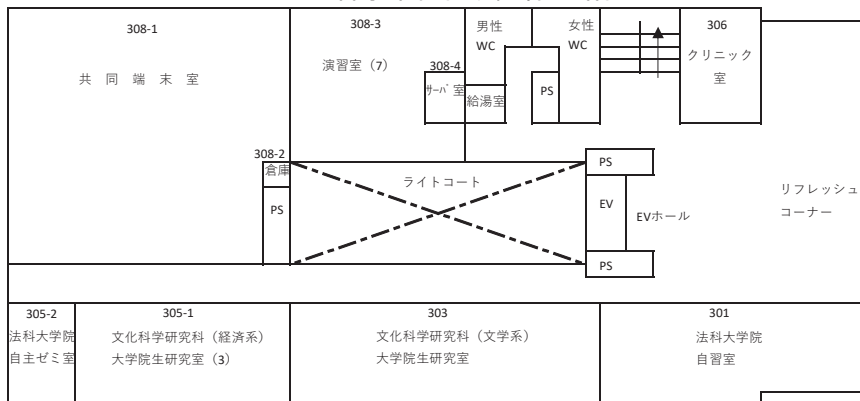 308-1
共 同 端 末 室
308-3
演習室（7）
308-4
ｻｰﾊﾞ室
男性
WC
給湯室
女性
WC
PS
306
クリニック
室
308-2
倉庫
PS
ライトコート
PS
EV
EVホール
PS
リフレッシュ
コーナー
305-2
法科大学院
自主ゼミ室
305-1
文化科学研究科（経済系）
大学院生研究室（3）
303
文化科学研究科（文学系）
大学院生研究室
301
法科大学院
自習室